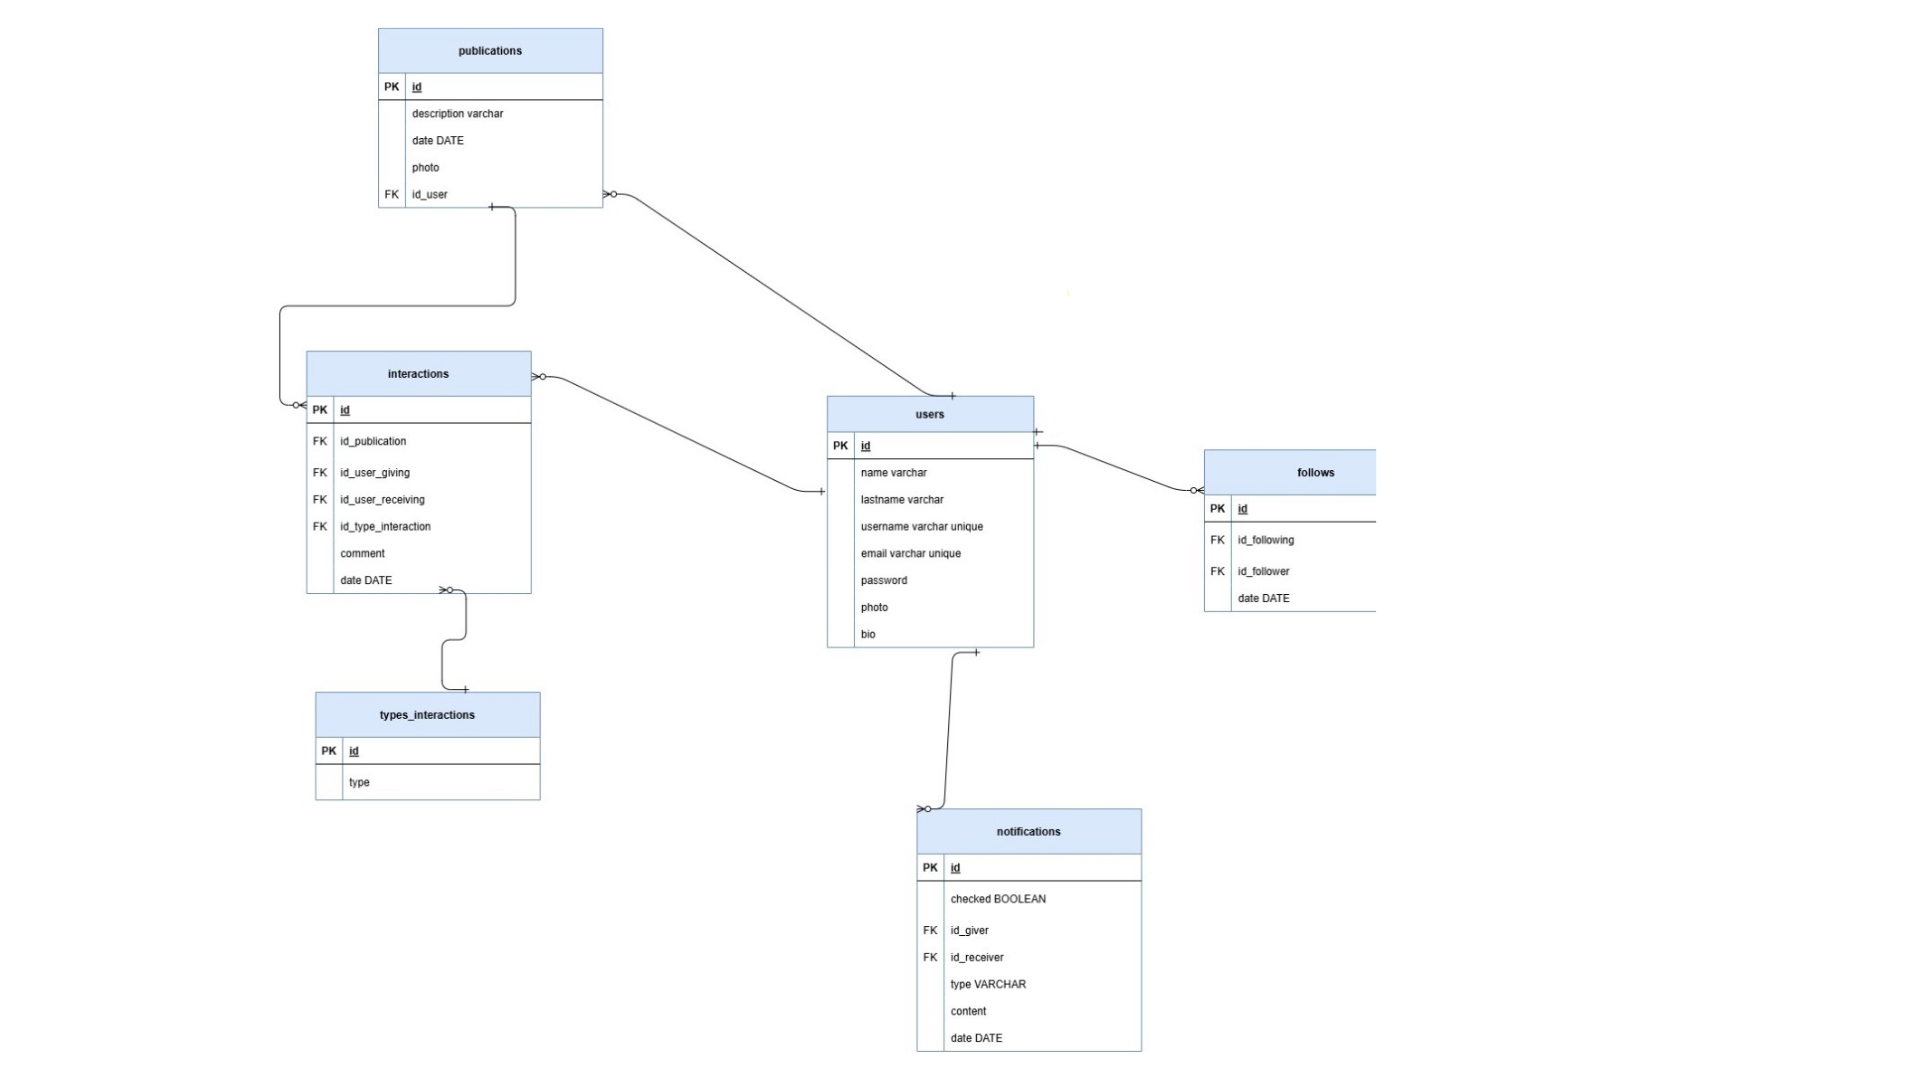 publications
PK id
description varchar
date DATE
photo
FK id_user
interactions
PK id
FK id_publication
FK id_user_giving
FK id_user_receiving
FK id_type_interaction
comment
date DATE
users
PK id
name varchar
lastname varchar
username varchar unique
email varchar unique
password
photo
bio
follows
PK id
FK id_following
FK id_follower
date DATE
types_interactions
PK id
type
notifications
PK id
checked BOOLEAN
FK id_giver
FK id_receiver
type VARCHAR
content
date DATE